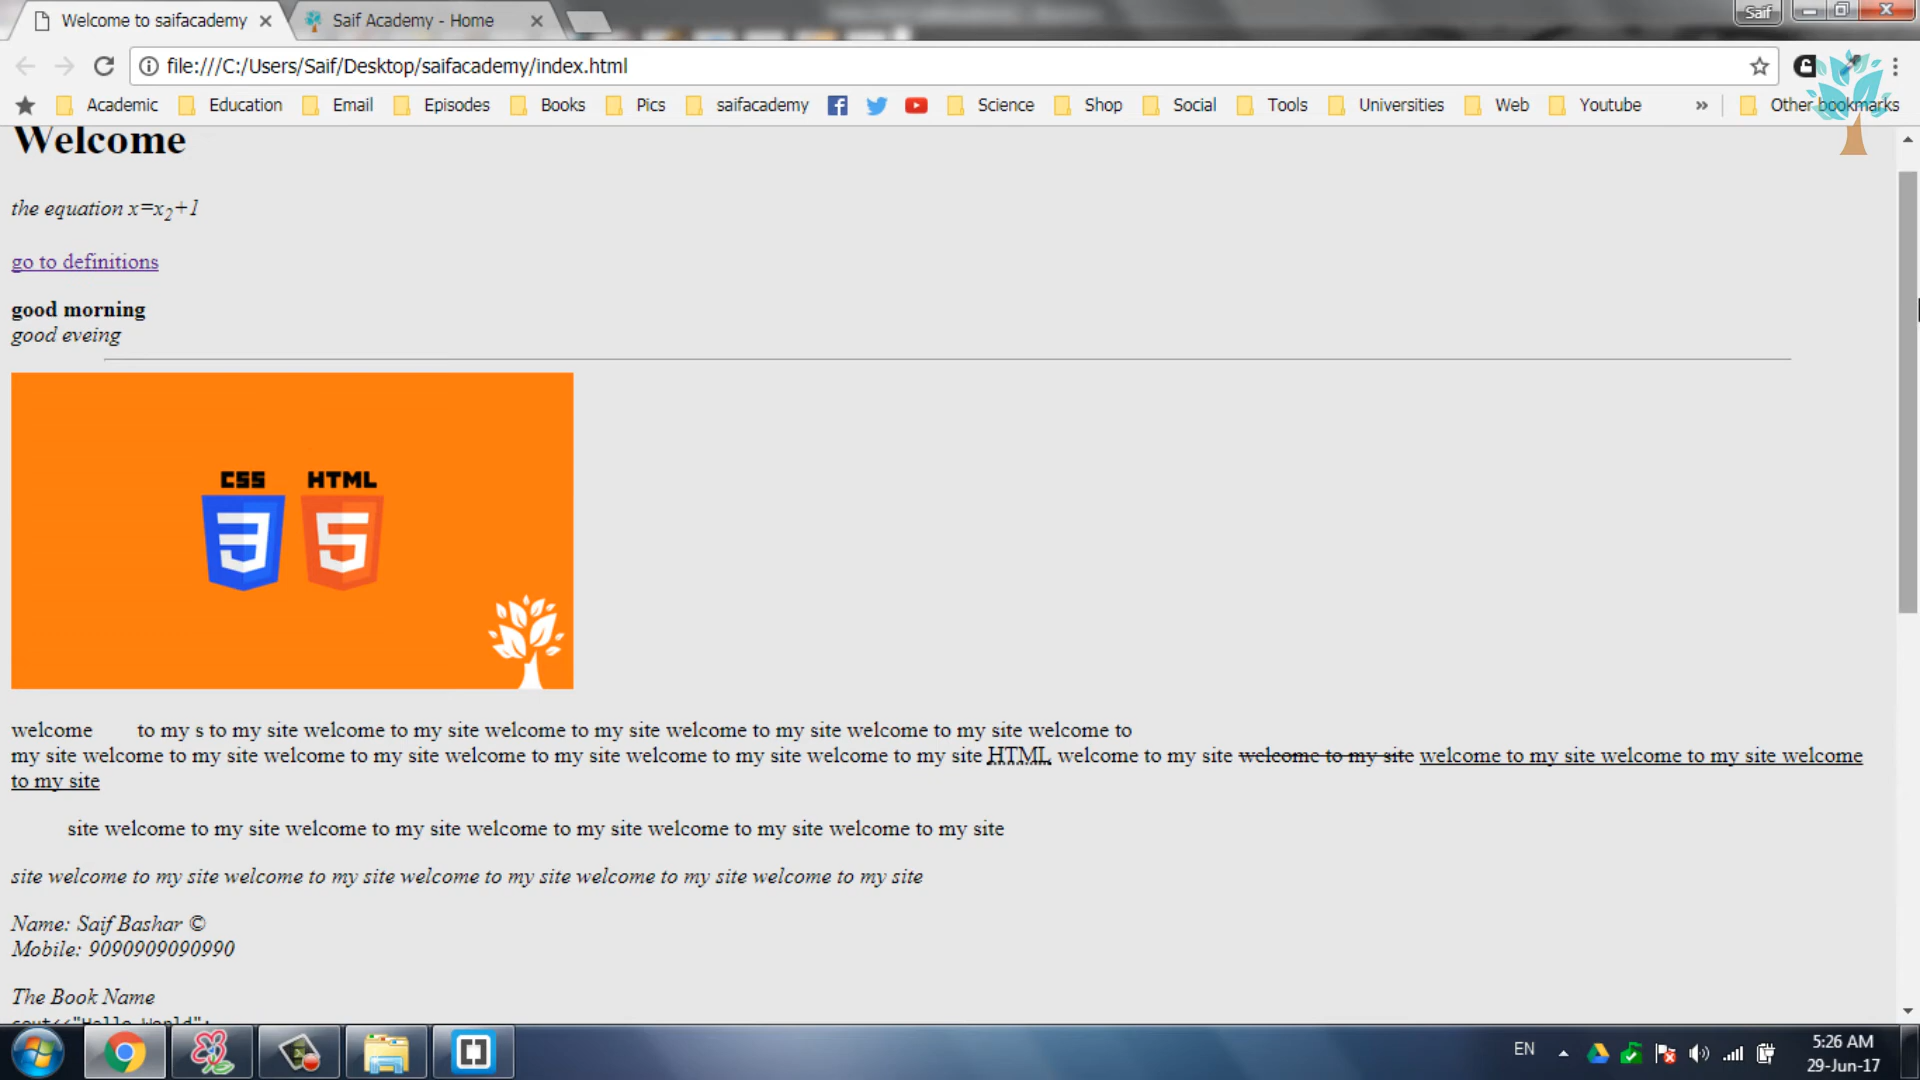 Welcome to saifacademy
Saif Academy - Home
Saif
file:///C:/Users/Saif/Desktop/saifacademy/index.html
Academic Education Email Episodes Books Pics saifacademy Science Shop Social Tools Universities Web Youtube » Other bookmarks
Welcome
the equation x=x2+1
go to definitions
good morning
good eveing
CSS HTML
3 5
welcome to my s to my site welcome to my site welcome to my site welcome to my site welcome to my site welcome to
my site welcome to my site welcome to my site welcome to my site welcome to my site welcome to my site HTML welcome to my site welcome to my site welcome to my site welcome to my site welcome
to my site
site welcome to my site welcome to my site welcome to my site welcome to my site welcome to my site
site welcome to my site welcome to my site welcome to my site welcome to my site welcome to my site
Name: Saif Bashar ©
Mobile: 9090909090990
The Book Name
cout<<"Hello World";
EN
5:26 AM
29-Jun-17